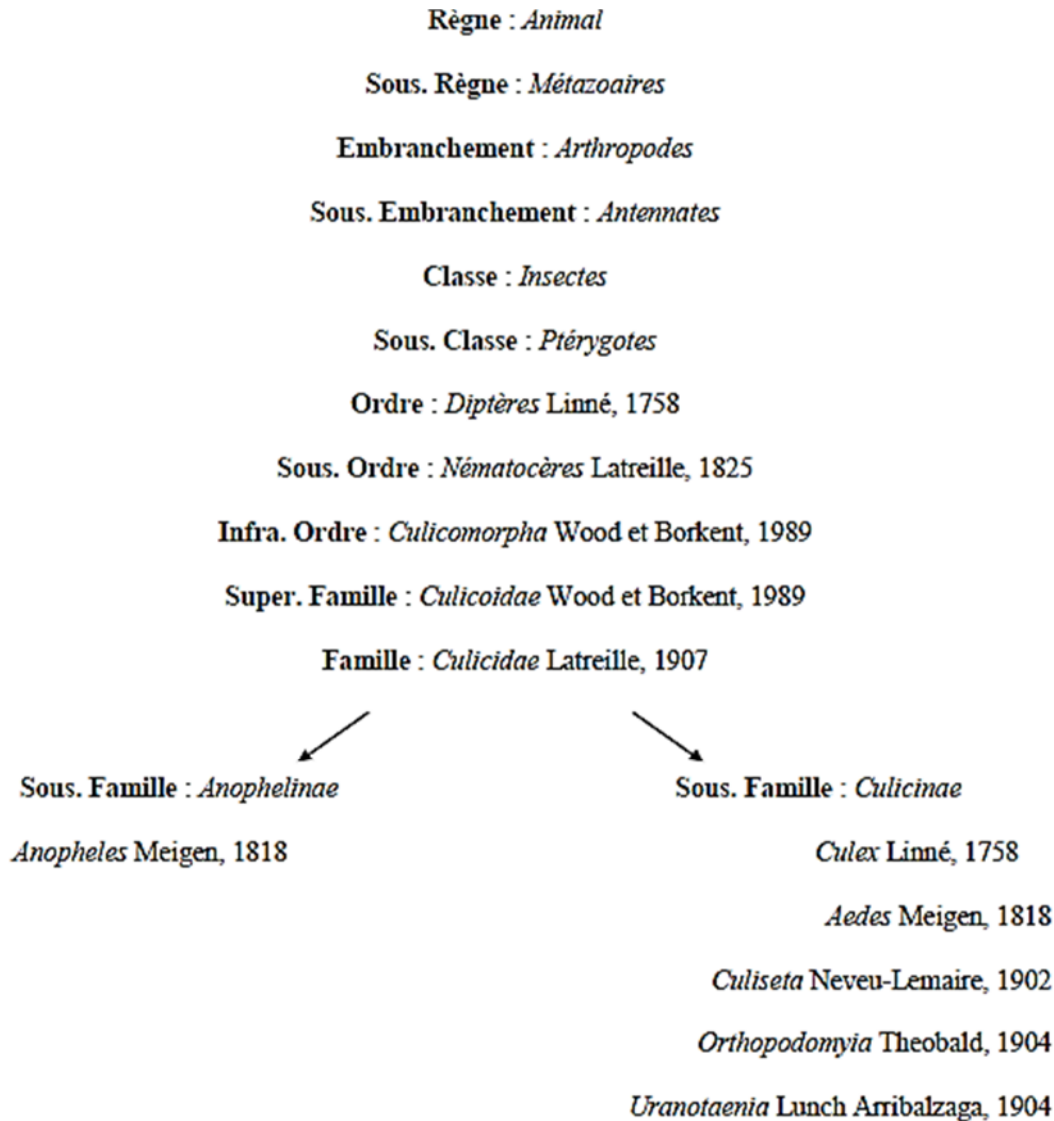 Règne : Animal
Sous. Règne : Métazoaires
Embranchement : Arthropodes
Sous. Embranchement : Antennates
Classe : Insectes
Sous. Classe : Ptérygotes
Ordre : Diptères Linné, 1758
Sous. Ordre : Nématocères Latreille, 1825
Infra. Ordre : Culicomorpha Wood et Borkent, 1989
Super. Famille : Culicoidae Wood et Borkent, 1989
Famille : Culicidae Latreille, 1907
Sous. Famille : Anophelinae
Anopheles Meigen, 1818
Sous. Famille : Culicinae
Culex Linné, 1758
Aedes Meigen, 1818
Culiseta Neveu-Lemaire, 1902
Orthopodomyia Theobald, 1904
Uranotaenia Lunch Arribalzaga, 1904